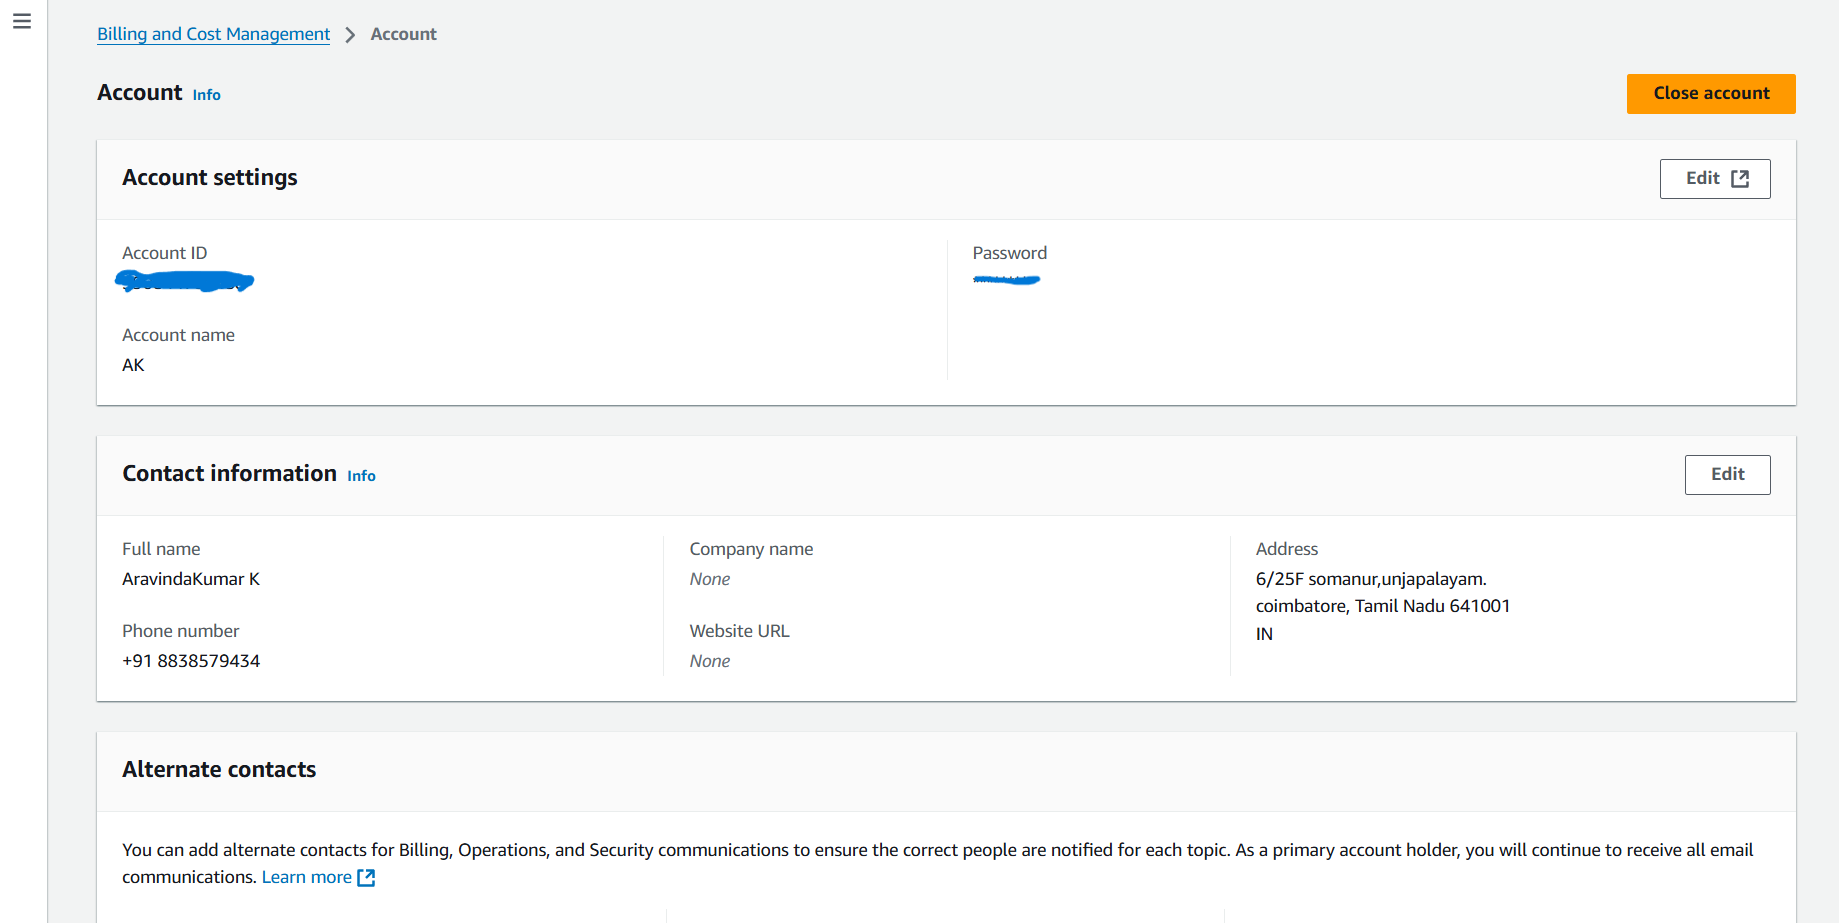 Billing and Cost Management > Account
Account Info
Close account
Account settings
Edit
Account ID
Password
Account name
AK
Contact information Info
Edit
Full name
AravindaKumar K
Phone number
+91 8838579434
Company name
None
Website URL
None
Address
6/25F somanur,unjapalayam.
coimbatore, Tamil Nadu 641001
IN
Alternate contacts
You can add alternate contacts for Billing, Operations, and Security communications to ensure the correct people are notified for each topic. As a primary account holder, you will continue to receive all email
communications. Learn more